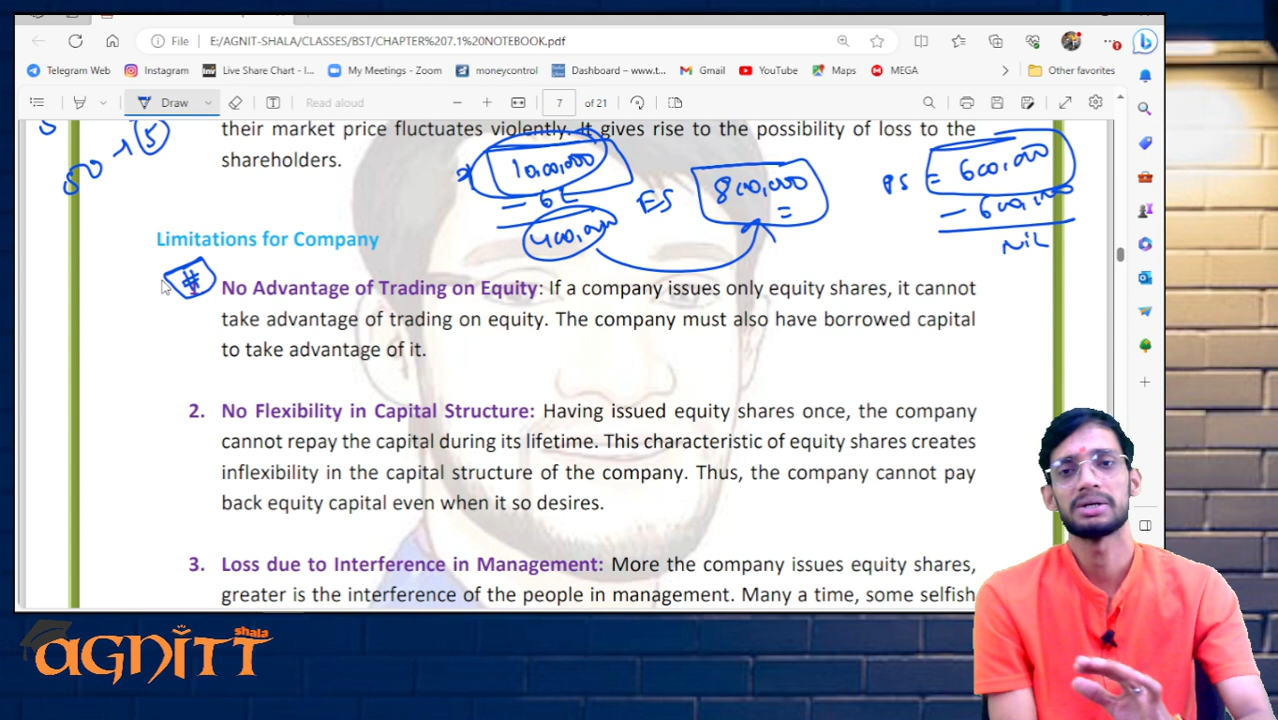 File E:/AGNIT-SHALA/CLASSES/BST/CHAPTER%207.1%20NOTEBOOK.pdf
Telegram Web Instagram Inv Live Share Chart - I... My Meetings - Zoom moneycontrol Dashboard – www.t... Gmail YouTube Maps MEGA Other favorites
Draw Read aloud 7 of 21
their market price fluctuates violently. It gives rise to the possibility of loss to the
shareholders.
50 5
10,00,000
- 6L
400,000
ES
800,000
=
PS = 600,000
- 600,000
NiL
Limitations for Company
# No Advantage of Trading on Equity: If a company issues only equity shares, it cannot
take advantage of trading on equity. The company must also have borrowed capital
to take advantage of it.
2. No Flexibility in Capital Structure: Having issued equity shares once, the company
cannot repay the capital during its lifetime. This characteristic of equity shares creates
inflexibility in the capital structure of the company. Thus, the company cannot pay
back equity capital even when it so desires.
3. Loss due to Interference in Management: More the company issues equity shares,
greater is the interference of the people in management. Many a time, some selfish
AGNITT shala